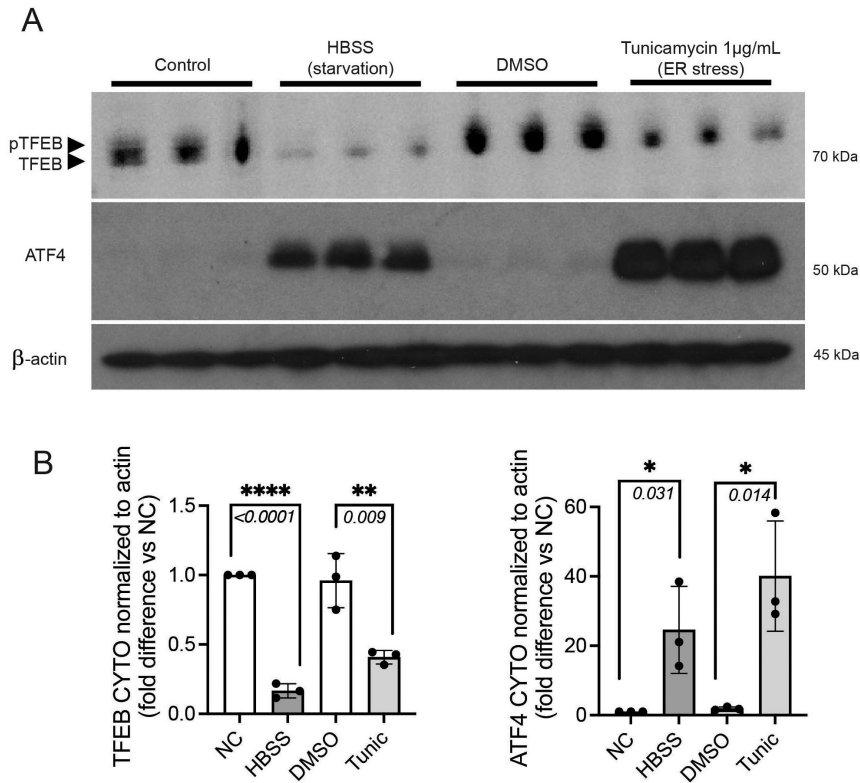 A
Control
HBSS
(starvation)
DMSO
Tunicamycin 1µg/mL
(ER stress)
pTFEB
TFEB
70 kDa
ATF4
50 kDa
β-actin
45 kDa
B
TFEB CYTO normalized to actin
(fold difference vs NC)
1.5
1.0
0.5
0.0
****
<0.0001
**
0.009
NC
HBSS
DMSO
Tunic
ATF4 CYTO normalized to actin
(fold difference vs NC)
60
40
20
0
*
0.031
*
0.014
NC
HBSS
DMSO
Tunic